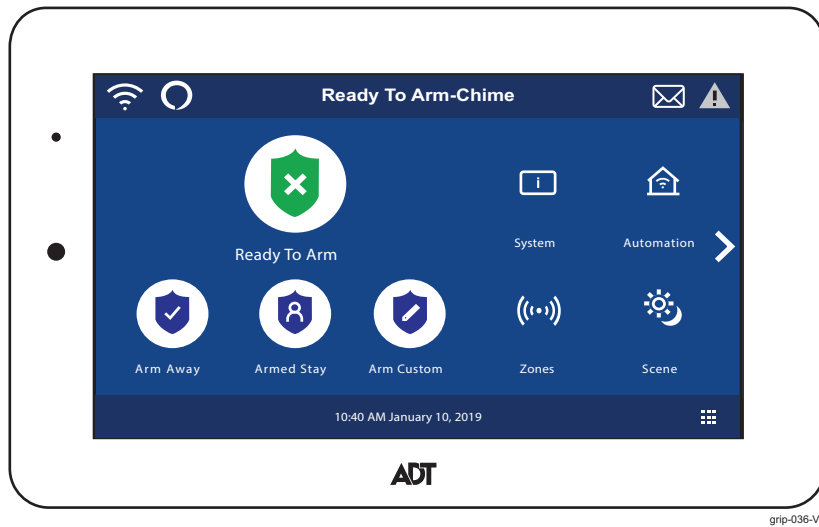 Ready To Arm-Chime
i
Ready To Arm
System
Automation
Arm Away
Armed Stay
Arm Custom
Zones
Scene
10:40 AM January 10, 2019
ADT
grip-036-V